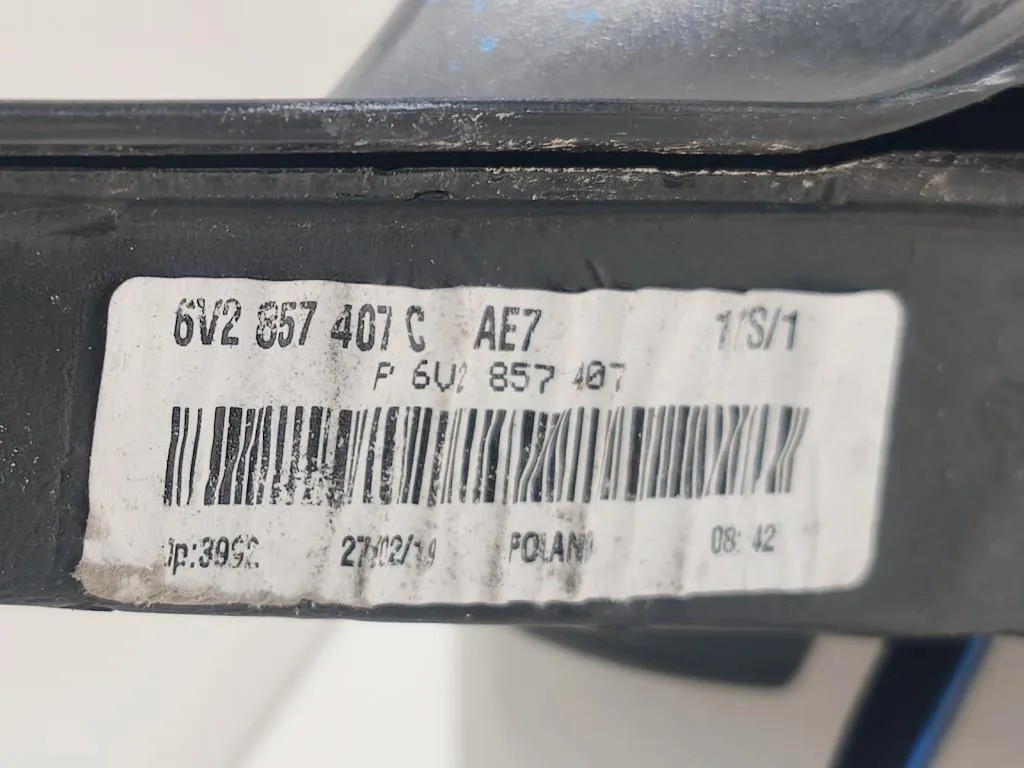 6V2 857 407 C AE7 1/S/1
P 6V2 857 407
Op:3992
27/02/19 POLAND 08:42